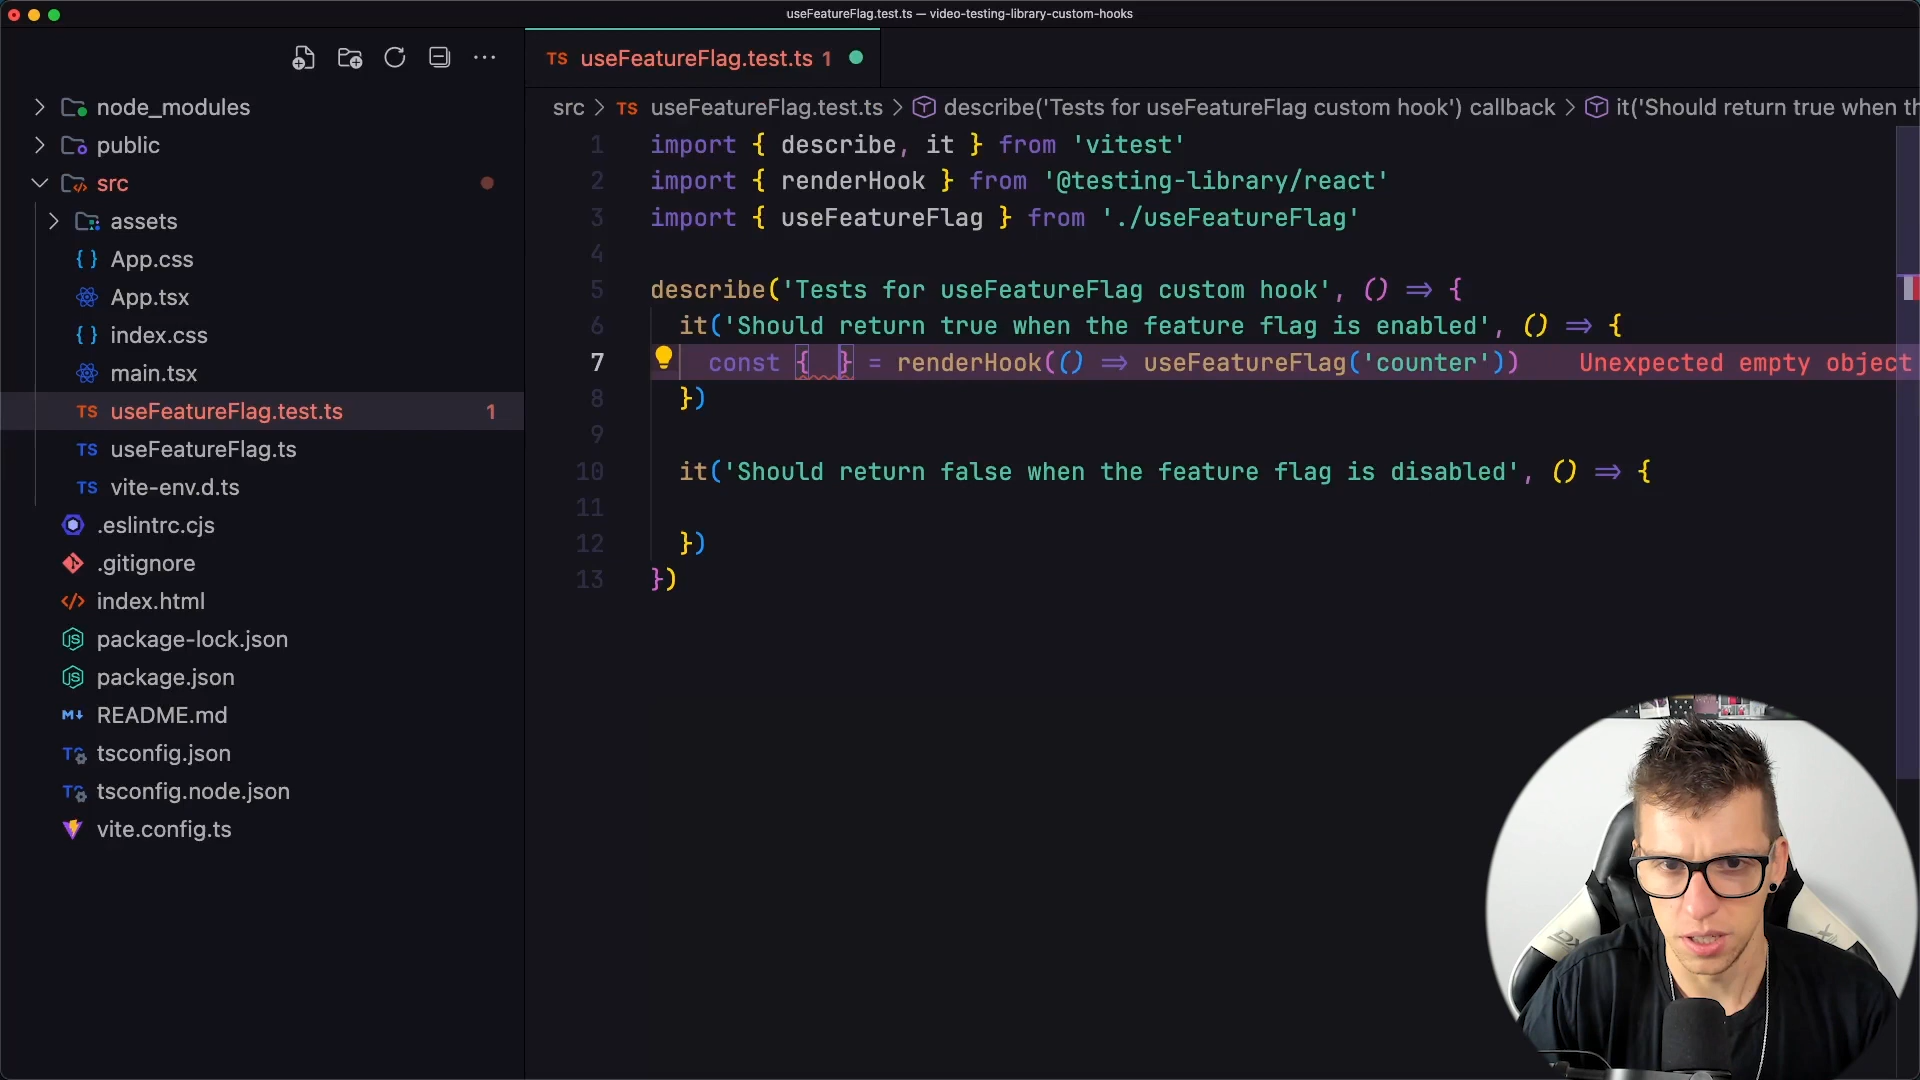 useFeatureFlag.test.ts — video-testing-library-custom-hooks
TS useFeatureFlag.test.ts 1
src > TS useFeatureFlag.test.ts > describe('Tests for useFeatureFlag custom hook') callback > it('Should return true when th
node_modules
public
src
assets
{ } App.css
App.tsx
{ } index.css
main.tsx
TS useFeatureFlag.test.ts 1
TS useFeatureFlag.ts
TS vite-env.d.ts
.eslintrc.cjs
.gitignore
</> index.html
package-lock.json
package.json
M↓ README.md
tsconfig.json
tsconfig.node.json
vite.config.ts
1 import { describe, it } from 'vitest'
2 import { renderHook } from '@testing-library/react'
3 import { useFeatureFlag } from './useFeatureFlag'
4
5 describe('Tests for useFeatureFlag custom hook', () => {
6 it('Should return true when the feature flag is enabled', () => {
7 const {  } = renderHook(() => useFeatureFlag('counter')) Unexpected empty object
8 })
9
10 it('Should return false when the feature flag is disabled', () => {
11
12 })
13 })